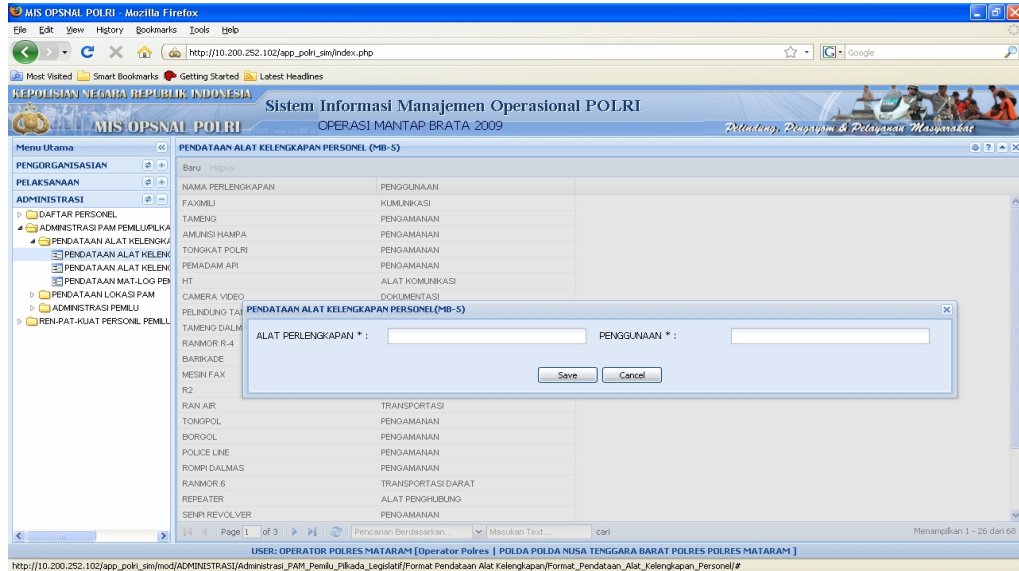 MIS OPSNAL POLRI - Mozilla Firefox
File Edit View History Bookmarks Tools Help
http://10.200.252.102/app_polri_sim/index.php
Google
Most Visited Smart Bookmarks Getting Started Latest Headlines
KEPOLISIAN NEGARA REPUBLIK INDONESIA
MIS OPSNAL POLRI
Sistem Informasi Manajemen Operasional POLRI
OPERASI MANTAP BRATA 2009
Pelindung, Pengayom & Pelayanan Masyarakat
Menu Utama
PENGORGANISASIAN
PELAKSANAAN
ADMINISTRASI
DAFTAR PERSONEL
ADMINISTRASI PAM PEMILU/PILKA
PENDATAAN ALAT KELENGKA
PENDATAAN ALAT KELENG
PENDATAAN ALAT KELENG
PENDATAAN MAT-LOG PEM
PENDATAAN LOKASI PAM
ADMINISTRASI PEMILU
REN-PAT-KUAT PERSONIL PEMILU
PENDATAAN ALAT KELENGKAPAN PERSONEL (MB-5)
Baru Hapus
NAMA PERLENGKAPAN PENGGUNAAN
FAXIMILI KUMUNIKASI
TAMENG PENGAMANAN
AMUNISI HAMPA PENGAMANAN
TONGKAT POLRI PENGAMANAN
PEMADAM API PENGAMANAN
HT ALAT KOMUNIKASI
CAMERA VIDEO DOKUMENTASI
PELINDUNG TAN
TAMENG DALM
RANMOR R-4
BARIKADE
MESIN FAX
R2
PENDATAAN ALAT KELENGKAPAN PERSONEL(MB-5)
ALAT PERLENGKAPAN * : PENGGUNAAN * :
Save Cancel
RAN AIR TRANSPORTASI
TONGPOL PENGAMANAN
BORGOL PENGAMANAN
POLICE LINE PENGAMANAN
ROMPI DALMAS PENGAMANAN
RANMOR.6 TRANSPORTASI DARAT
REPEATER ALAT PENGHUBUNG
SENPI REVOLVER PENGAMANAN
Page 1 of 3 Pencarian Berdasarkan... Masukan Text... cari Menampilkan 1 - 26 dari 68
USER: OPERATOR POLRES MATARAM [Operator Polres | POLDA POLDA NUSA TENGGARA BARAT POLRES POLRES MATARAM ]
http://10.200.252.102/app_polri_sim/mod/ADMINISTRASI/Administrasi_PAM_Pemilu_Pilkada_Legislatif/Format Pendataan Alat Kelengkapan/Format_Pendataan_Alat_Kelengkapan_Personel/#